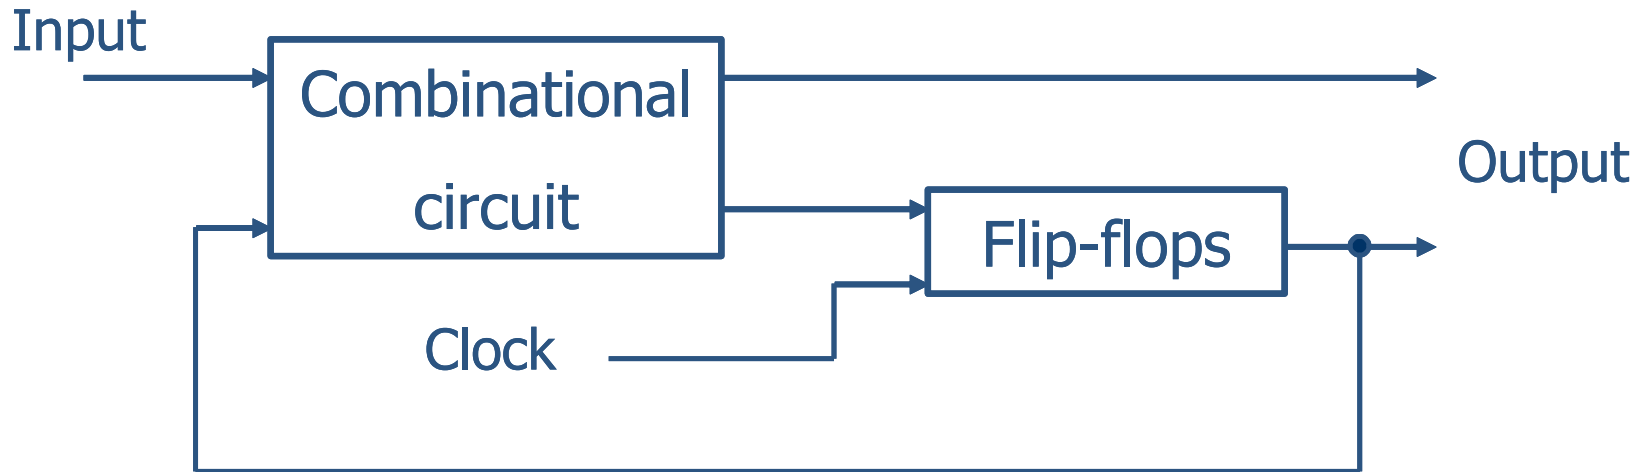 Input
Combinational
circuit
Output
Flip-flops
Clock